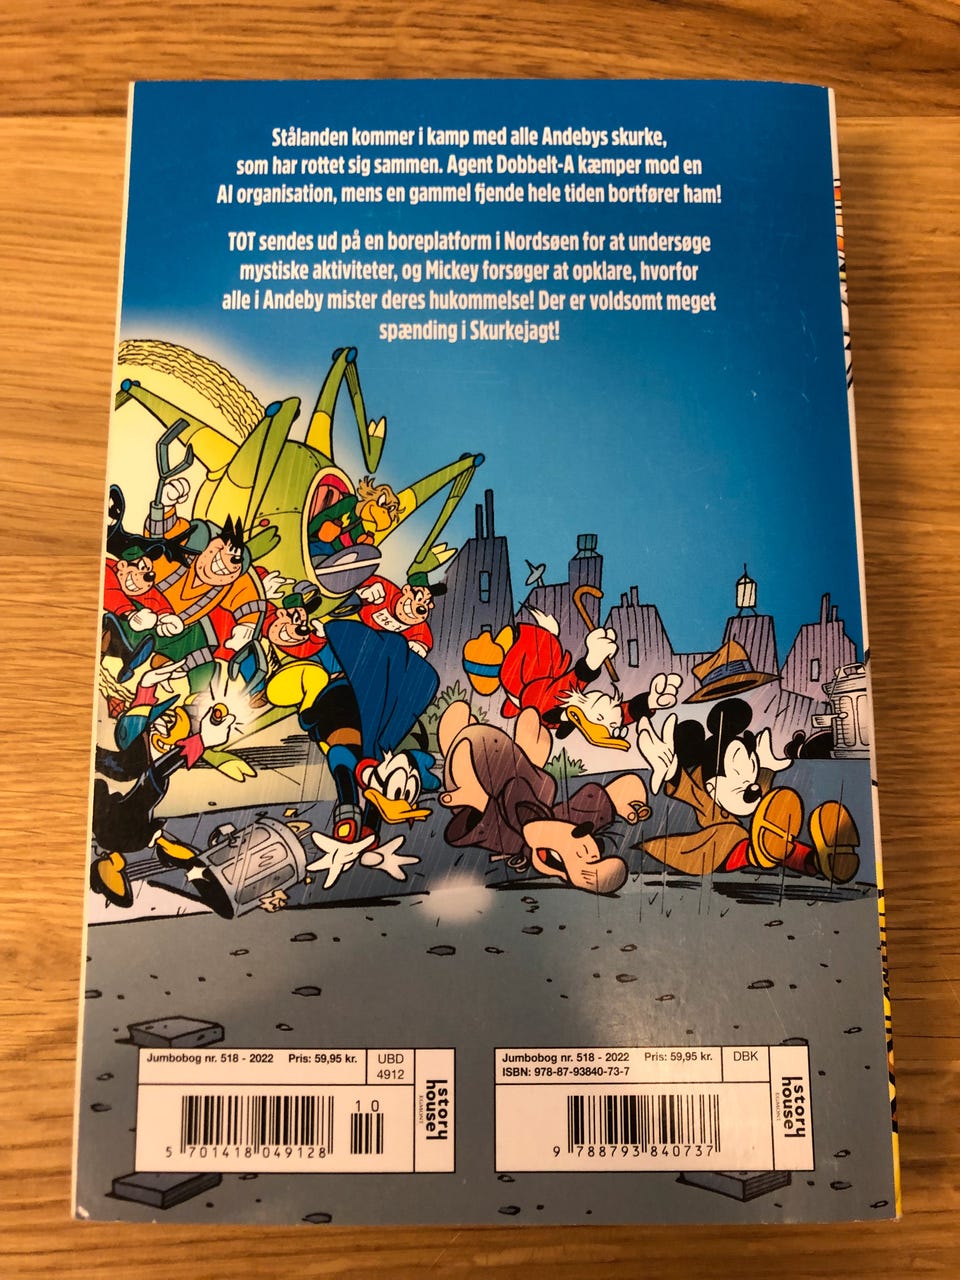 Stålanden kommer i kamp med alle Andebys skurke,
som har rottet sig sammen. Agent Dobbelt-A kæmper mod en
AI organisation, mens en gammel fjende hele tiden bortfører ham!
TOT sendes ud på en boreplatform i Nordsøen for at undersøge
mystiske aktiviteter, og Mickey forsøger at opklare, hvorfor
alle i Andeby mister deres hukommelse! Der er voldsomt meget
spænding i Skurkejagt!
Jumbobog nr. 518 - 2022 Pris: 59,95 kr.
UBD
4912
1 0
5 701418 049128
story
house
EGMONT
Jumbobog nr. 518 - 2022 Pris: 59,95 kr.
ISBN: 978-87-93840-73-7
DBK
9 788793 840737
story
house
EGMONT